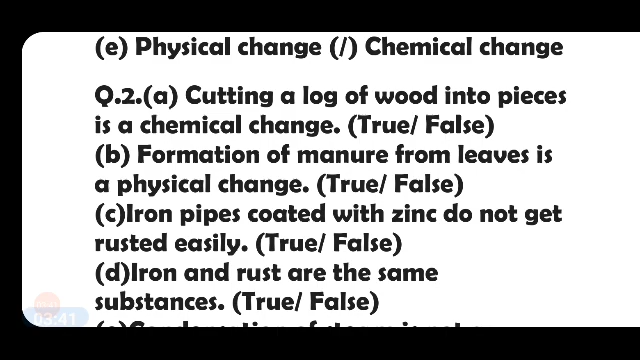 (e) Physical change (/) Chemical change
Q.2.(a) Cutting a log of wood into pieces
is a chemical change. (True/ False)
(b) Formation of manure from leaves is
a physical change. (True/ False)
(c)Iron pipes coated with zinc do not get
rusted easily. (True/ False)
(d)Iron and rust are the same
substances. (True/ False)
03:41